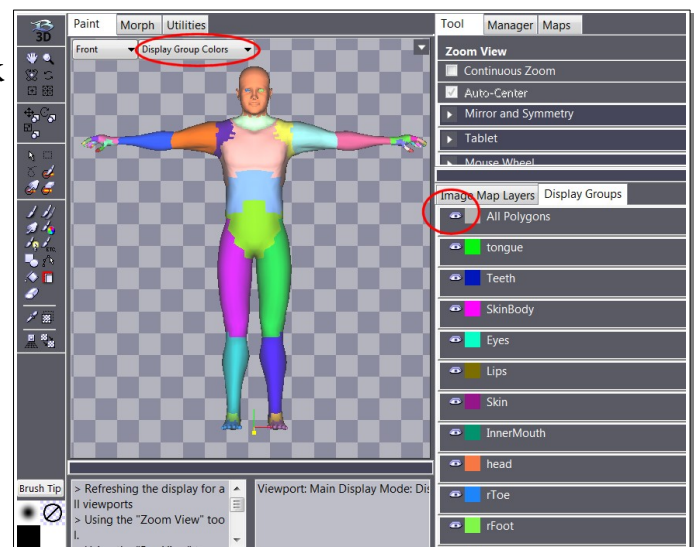 3D
Paint Morph Utilities
Front Display Group Colors
Tool Manager Maps
Zoom View
Continuous Zoom
Auto-Center
Mirror and Symmetry
Tablet
Mouse Wheel
Image Map Layers Display Groups
All Polygons
tongue
Teeth
SkinBody
Eyes
Lips
Skin
InnerMouth
head
rToe
rFoot
Brush Tip
> Refreshing the display for a
ll viewports
> Using the "Zoom View" too
l.
Viewport: Main Display Mode: Dis